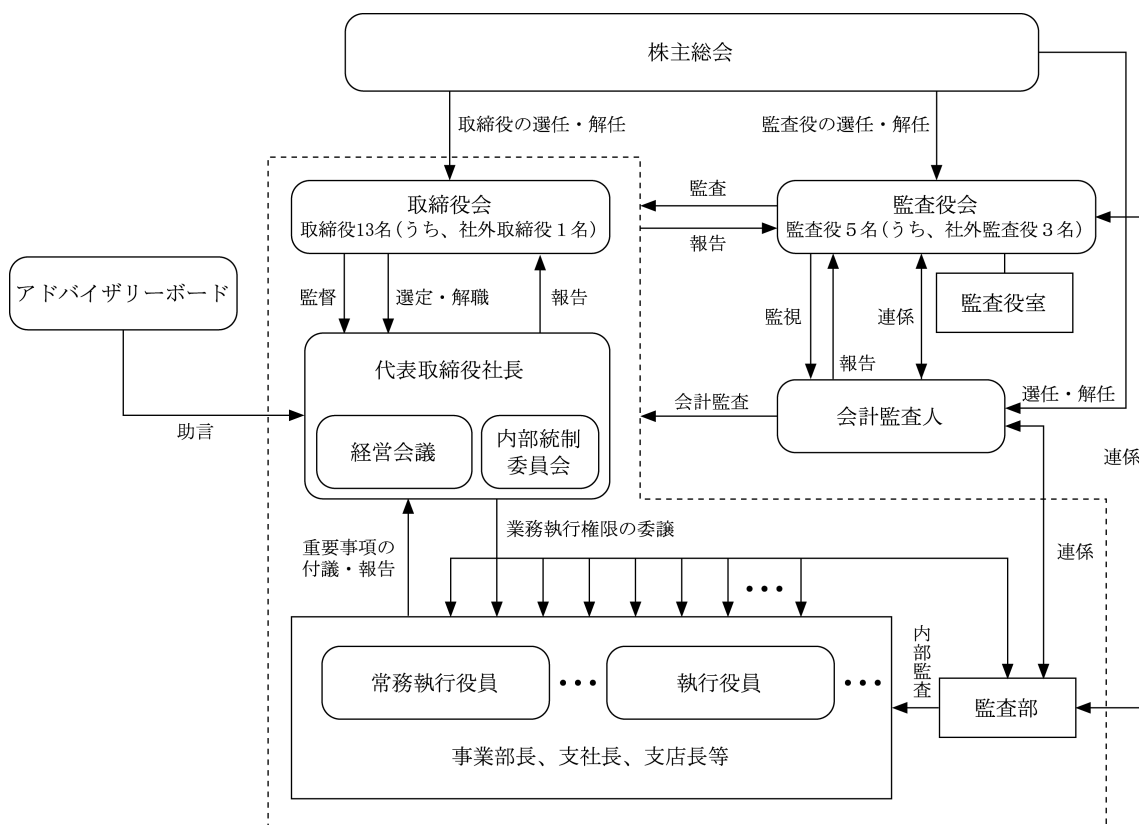 株主総会
取締役の選任・解任
監査役の選任・解任
取締役会
取締役13名(うち、社外取締役１名)
監査
報告
監査役会
監査役５名(うち、社外監査役３名)
アドバイザリーボード
監督
選定・解職
報告
監視
報告
連係
監査役室
代表取締役社長
経営会議
内部統制
委員会
助言
会計監査
会計監査人
選任・解任
連係
重要事項の
付議・報告
業務執行権限の委譲
連係
•••
常務執行役員
•••
執行役員
•••
事業部長、支社長、支店長等
内部監査
監査部